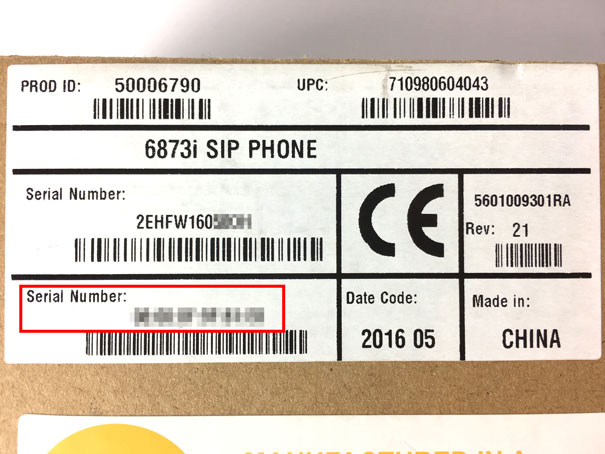 PROD ID: 50006790 UPC: 710980604043
6873i SIP PHONE
Serial Number:
2EHFW160
5601009301RA
Rev: 21
Serial Number:
Date Code:
2016 05
Made in:
CHINA